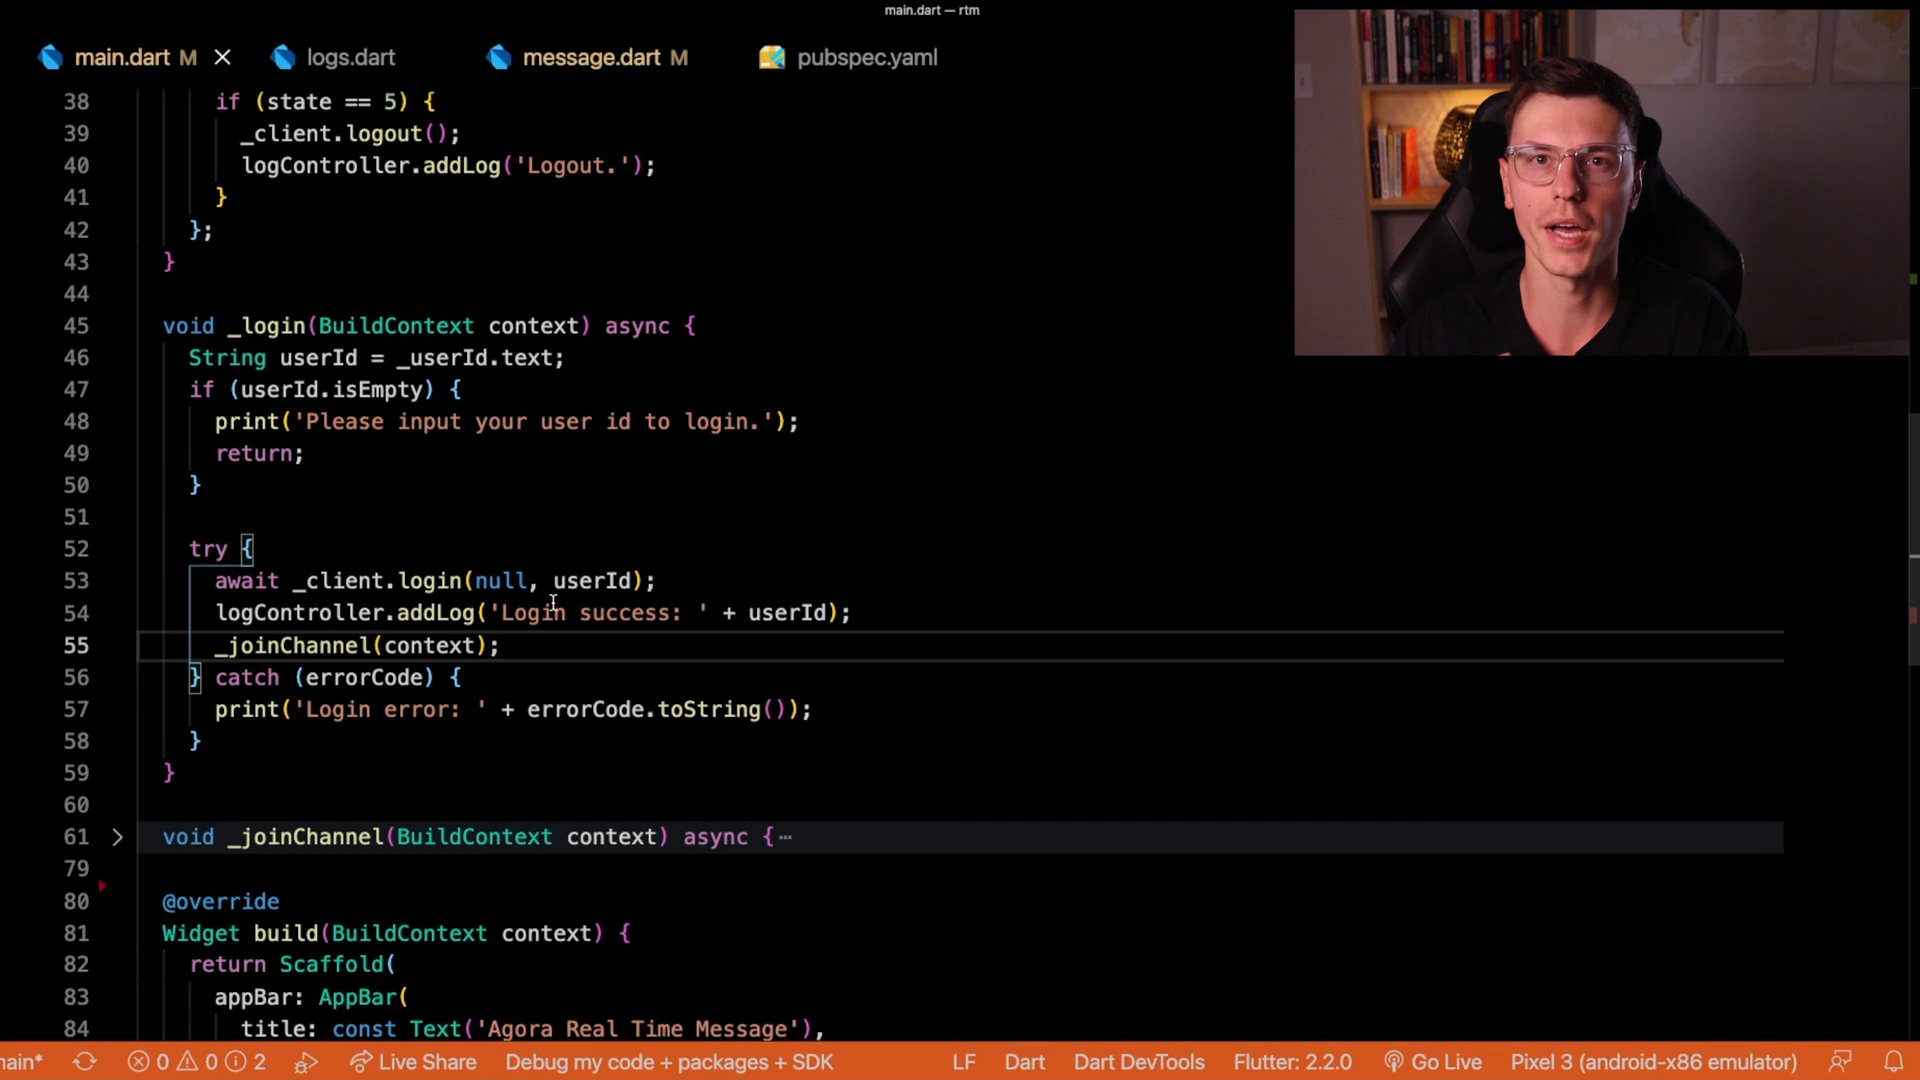 main.dart — rtm
main.dart M logs.dart message.dart M pubspec.yaml
38 if (state == 5) {
39 _client.logout();
40 logController.addLog('Logout.');
41 }
42 };
43 }
44
45 void _login(BuildContext context) async {
46 String userId = _userId.text;
47 if (userId.isEmpty) {
48 print('Please input your user id to login.');
49 return;
50 }
51
52 try {
53 await _client.login(null, userId);
54 logController.addLog('Login success: ' + userId);
55 _joinChannel(context);
56 } catch (errorCode) {
57 print('Login error: ' + errorCode.toString());
58 }
59 }
60
61 void _joinChannel(BuildContext context) async {⋯
79
80 @override
81 Widget build(BuildContext context) {
82 return Scaffold(
83 appBar: AppBar(
84 title: const Text('Agora Real Time Message'),
main* 0 0 2 Live Share Debug my code + packages + SDK LF Dart Dart DevTools Flutter: 2.2.0 Go Live Pixel 3 (android-x86 emulator)